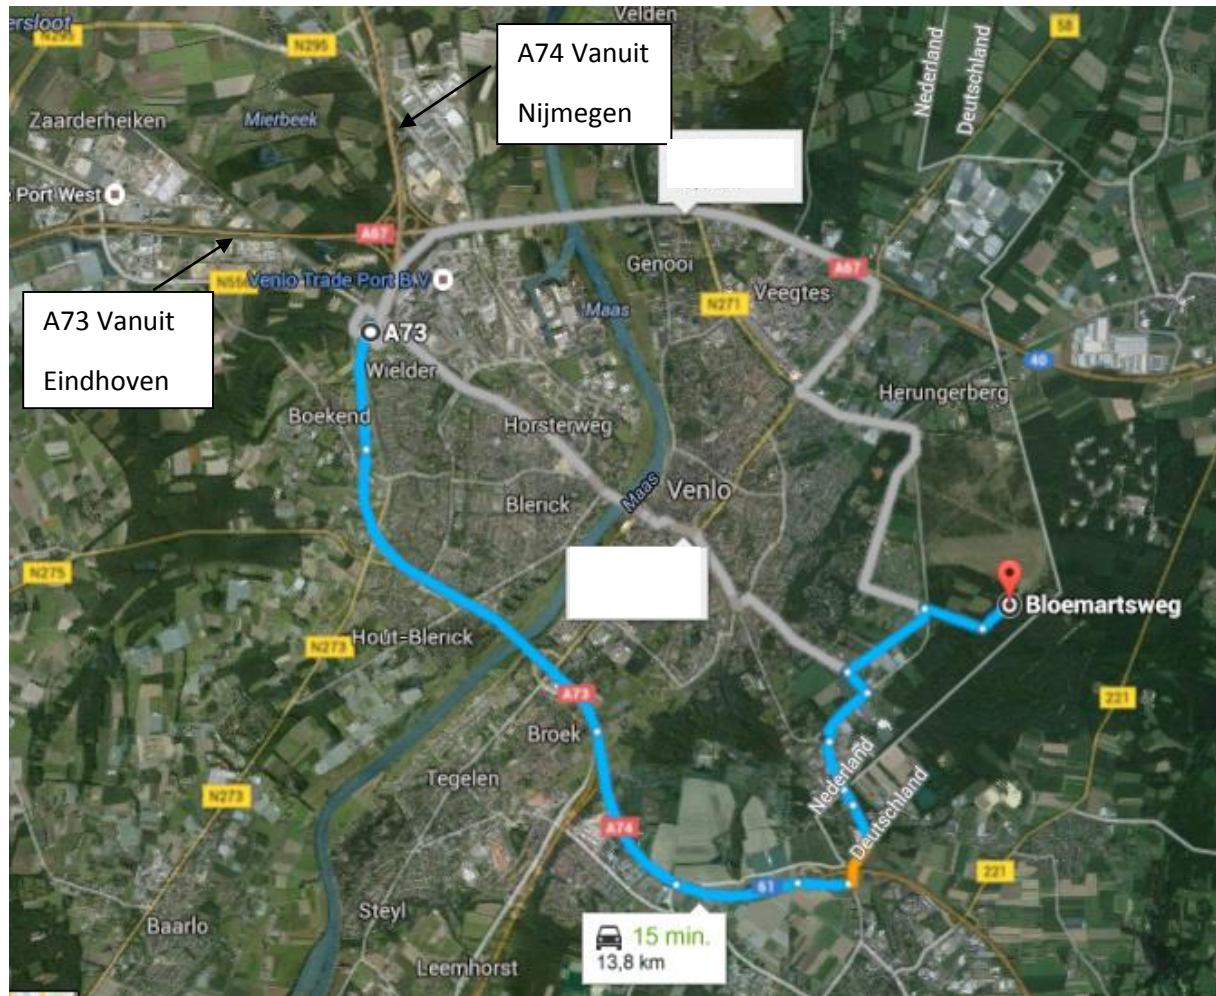 Velden
ersloot
N295
N295
58
A74 Vanuit
Nijmegen
Nederland
Deutschland
Zaarderheiken
Mierbeek
Port West
A67
Genooi
Venlo Trade Port B.V
A67
Veegtes
N271
Maas
A73 Vanuit
Eindhoven
A73
Wielder
40
Herungerberg
Boekend
Horsterweg
Maas
Venlo
Blerick
N275
Bloemartsweg
Hout-Blerick
N273
A73
221
Broek
Nederland
Tegelen
Deutschland
N273
A74
221
61
Steyl
Baarlo
15 min.
13,8 km
Leemhorst